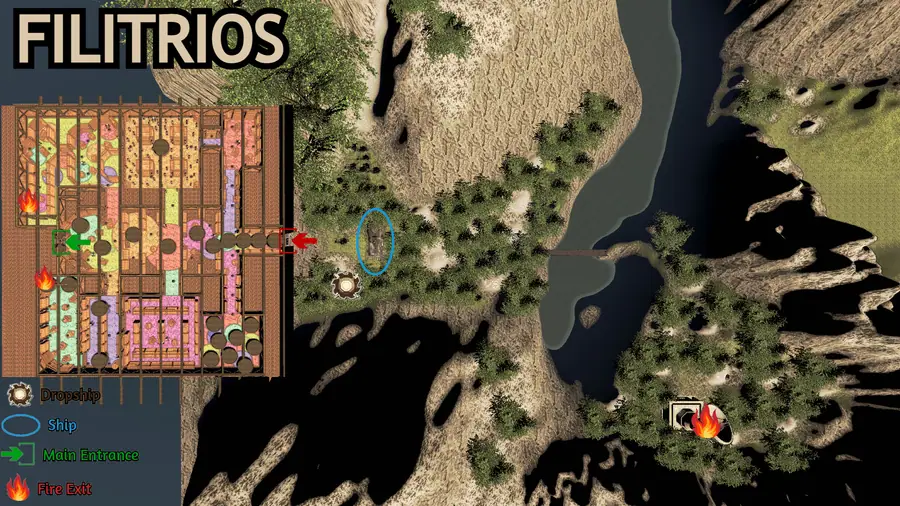 FILITRIOS
Dropship
Ship
Main Entrance
Fire Exit